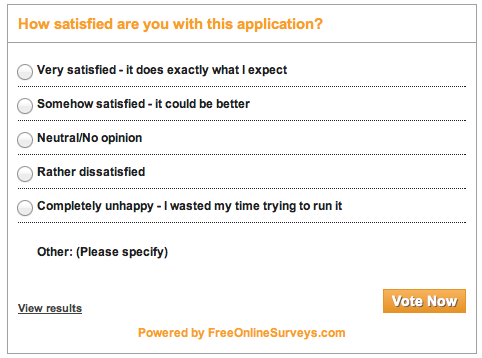 How satisfied are you with this application?
Very satisfied - it does exactly what I expect
Somehow satisfied - it could be better
Neutral/No opinion
Rather dissatisfied
Completely unhappy - I wasted my time trying to run it
Other: (Please specify)
View results
Vote Now
Powered by FreeOnlineSurveys.com